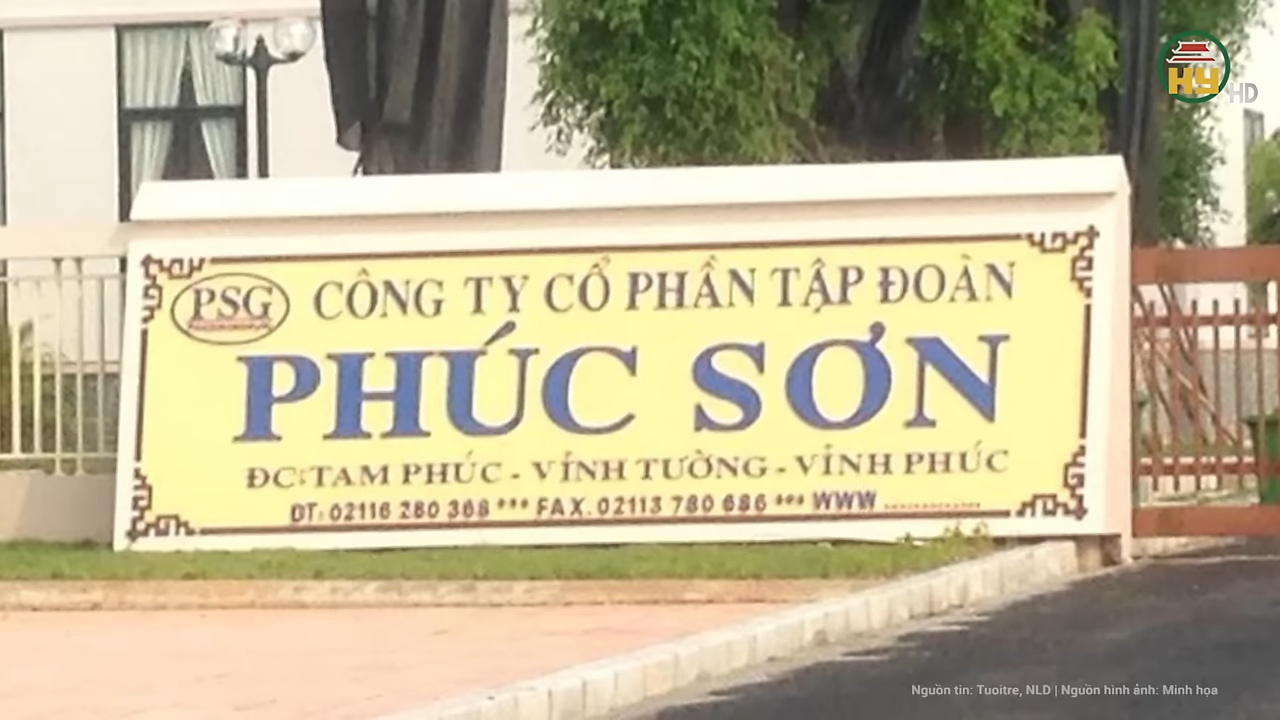 HY HD
PSG
CÔNG TY CỔ PHẦN TẬP ĐOÀN
PHÚC SƠN
ĐC: TAM PHÚC - VĨNH TƯỜNG - VĨNH PHÚC
ĐT: 02116 280 368 *** FAX. 02113 780 686 *** WWW
Nguồn tin: Tuoitre, NLD | Nguồn hình ảnh: Minh họa